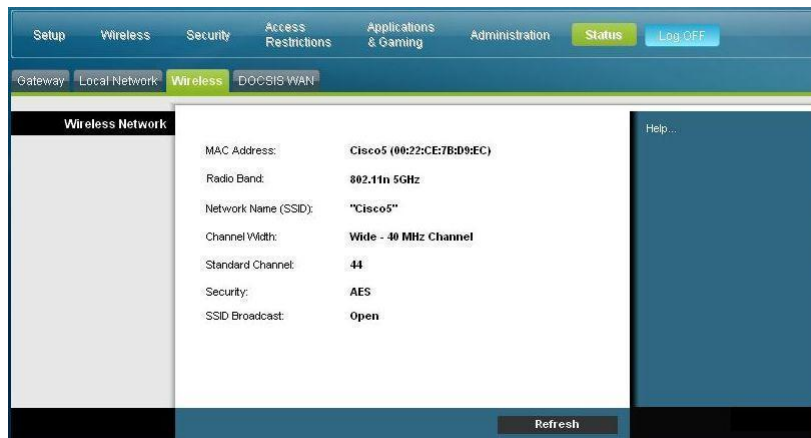 Setup Wireless Security Access Restrictions Applications & Gaming Administration Status Log OFF
Gateway Local Network Wireless DOCSIS WAN
Wireless Network
Help...
MAC Address: Cisco5 (00:22:CE:7B:D9:EC)
Radio Band: 802.11n 5GHz
Network Name (SSID): "Cisco5"
Channel Width: Wide - 40 MHz Channel
Standard Channel: 44
Security: AES
SSID Broadcast: Open
Refresh